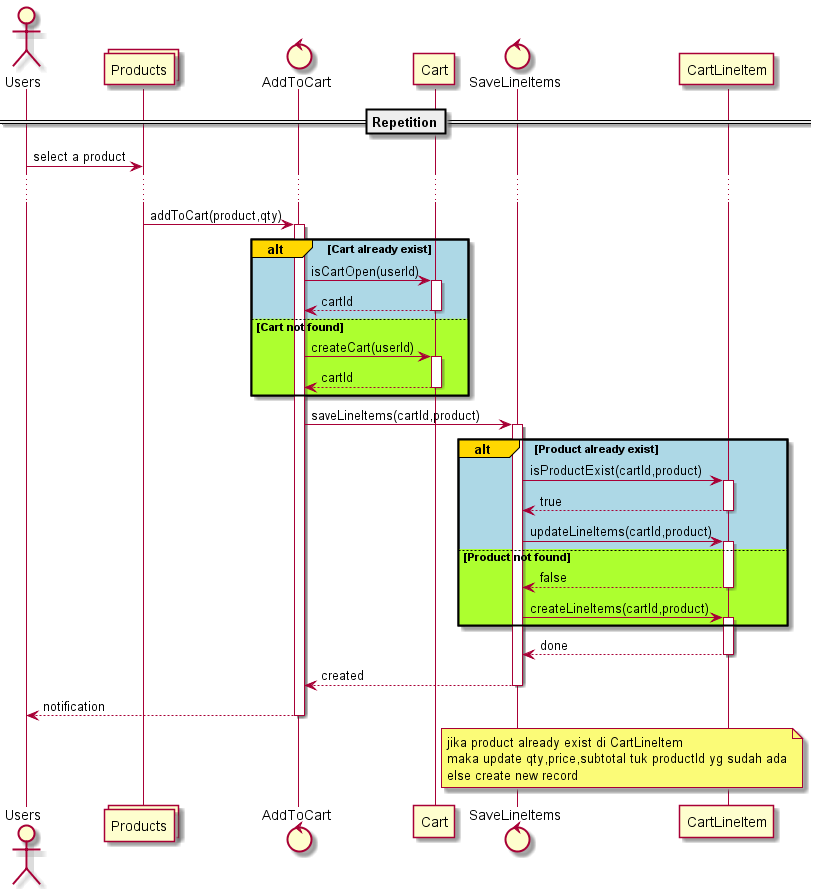 Users
Products
AddToCart
Cart
SaveLineItems
CartLineItem
Repetition
select a product
addToCart(product,qty)
alt [Cart already exist]
isCartOpen(userId)
cartId
[Cart not found]
createCart(userId)
cartId
saveLineItems(cartId,product)
alt [Product already exist]
isProductExist(cartId,product)
true
updateLineItems(cartId,product)
[Product not found]
false
createLineItems(cartId,product)
done
created
notification
jika product already exist di CartLineItem
maka update qty,price,subtotal tuk productId yg sudah ada
else create new record
Users
Products
AddToCart
Cart
SaveLineItems
CartLineItem